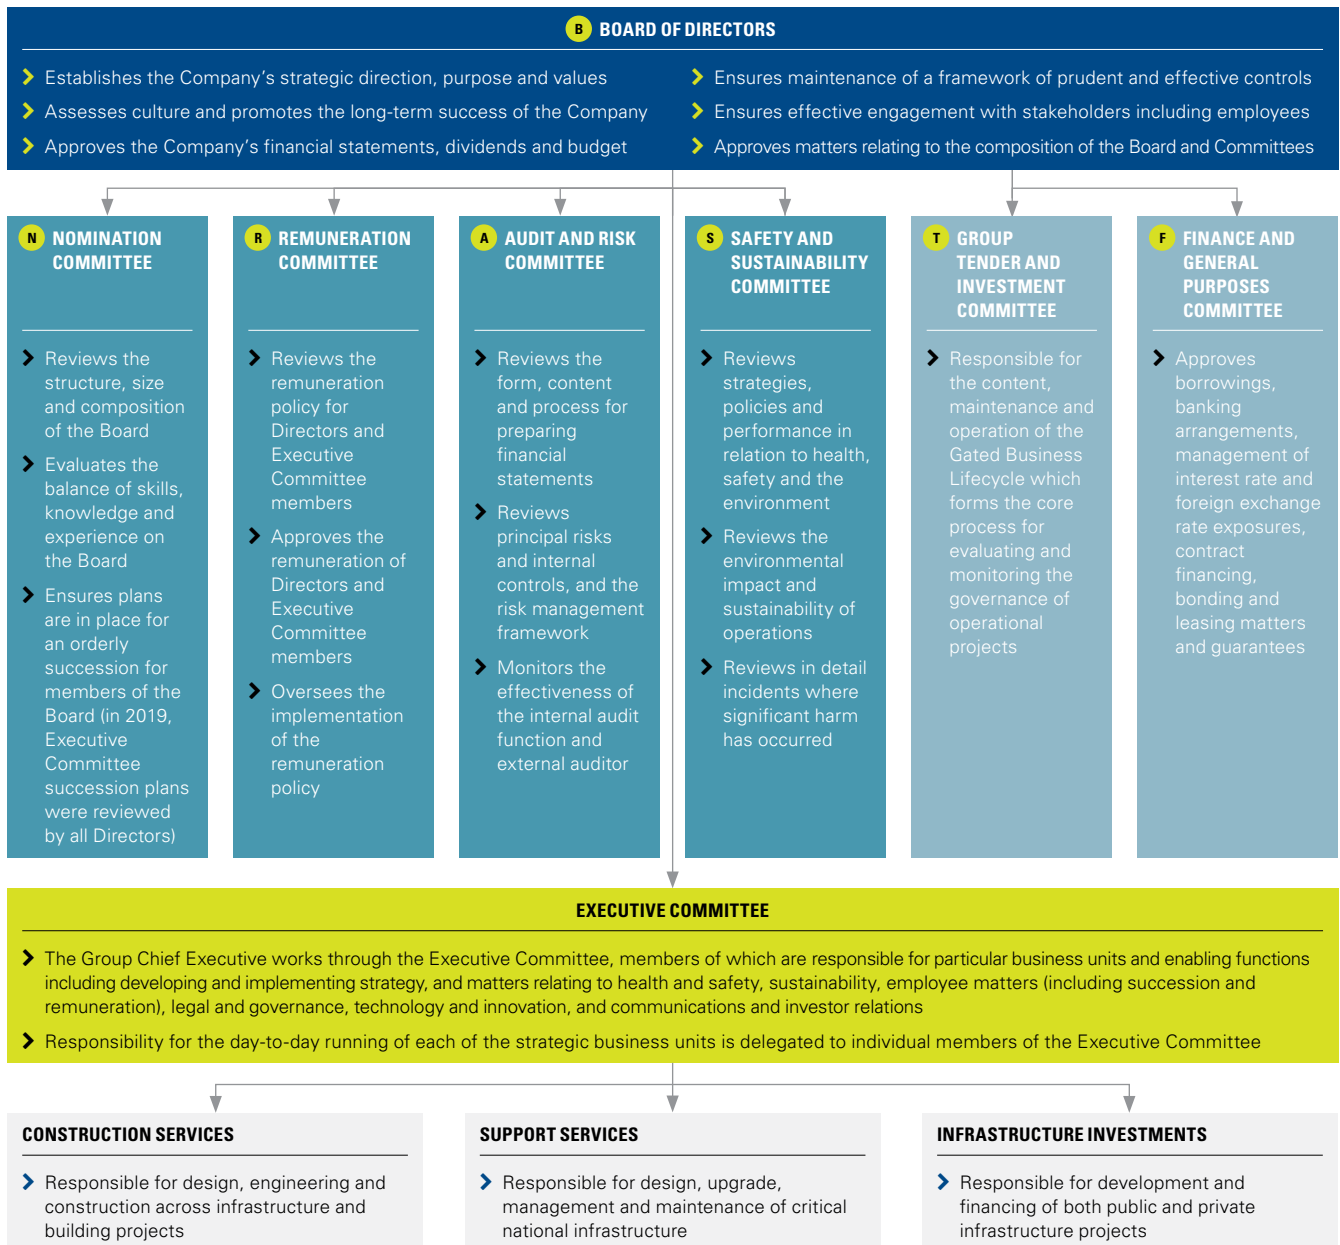 B BOARD OF DIRECTORS
Establishes the Company’s strategic direction, purpose and values
Assesses culture and promotes the long-term success of the Company
Approves the Company’s financial statements, dividends and budget
Ensures maintenance of a framework of prudent and effective controls
Ensures effective engagement with stakeholders including employees
Approves matters relating to the composition of the Board and Committees
N NOMINATION
COMMITTEE
Reviews the
structure, size
and composition
of the Board
Evaluates the
balance of skills,
knowledge and
experience on
the Board
Ensures plans
are in place for
an orderly
succession for
members of the
Board (in 2019,
Executive
Committee
succession plans
were reviewed
by all Directors)
R REMUNERATION
COMMITTEE
Reviews the
remuneration
policy for
Directors and
Executive
Committee
members
Approves the
remuneration of
Directors and
Executive
Committee
members
Oversees the
implementation
of the
remuneration
policy
A AUDIT AND RISK
COMMITTEE
Reviews the
form, content
and process for
preparing
financial
statements
Reviews
principal risks
and internal
controls, and the
risk management
framework
Monitors the
effectiveness of
the internal audit
function and
external auditor
S SAFETY AND
SUSTAINABILITY
COMMITTEE
Reviews
strategies,
policies and
performance in
relation to health,
safety and the
environment
Reviews the
environmental
impact and
sustainability of
operations
Reviews in detail
incidents where
significant harm
has occurred
T GROUP
TENDER AND
INVESTMENT
COMMITTEE
Responsible for
the content,
maintenance and
operation of the
Gated Business
Lifecycle which
forms the core
process for
evaluating and
monitoring the
governance of
operational
projects
F FINANCE AND
GENERAL
PURPOSES
COMMITTEE
Approves
borrowings,
banking
arrangements,
management of
interest rate and
foreign exchange
rate exposures,
contract
financing,
bonding and
leasing matters
and guarantees
EXECUTIVE COMMITTEE
The Group Chief Executive works through the Executive Committee, members of which are responsible for particular business units and enabling functions
including developing and implementing strategy, and matters relating to health and safety, sustainability, employee matters (including succession and
remuneration), legal and governance, technology and innovation, and communications and investor relations
Responsibility for the day-to-day running of each of the strategic business units is delegated to individual members of the Executive Committee
CONSTRUCTION SERVICES
Responsible for design, engineering and
construction across infrastructure and
building projects
SUPPORT SERVICES
Responsible for design, upgrade,
management and maintenance of critical
national infrastructure
INFRASTRUCTURE INVESTMENTS
Responsible for development and
financing of both public and private
infrastructure projects